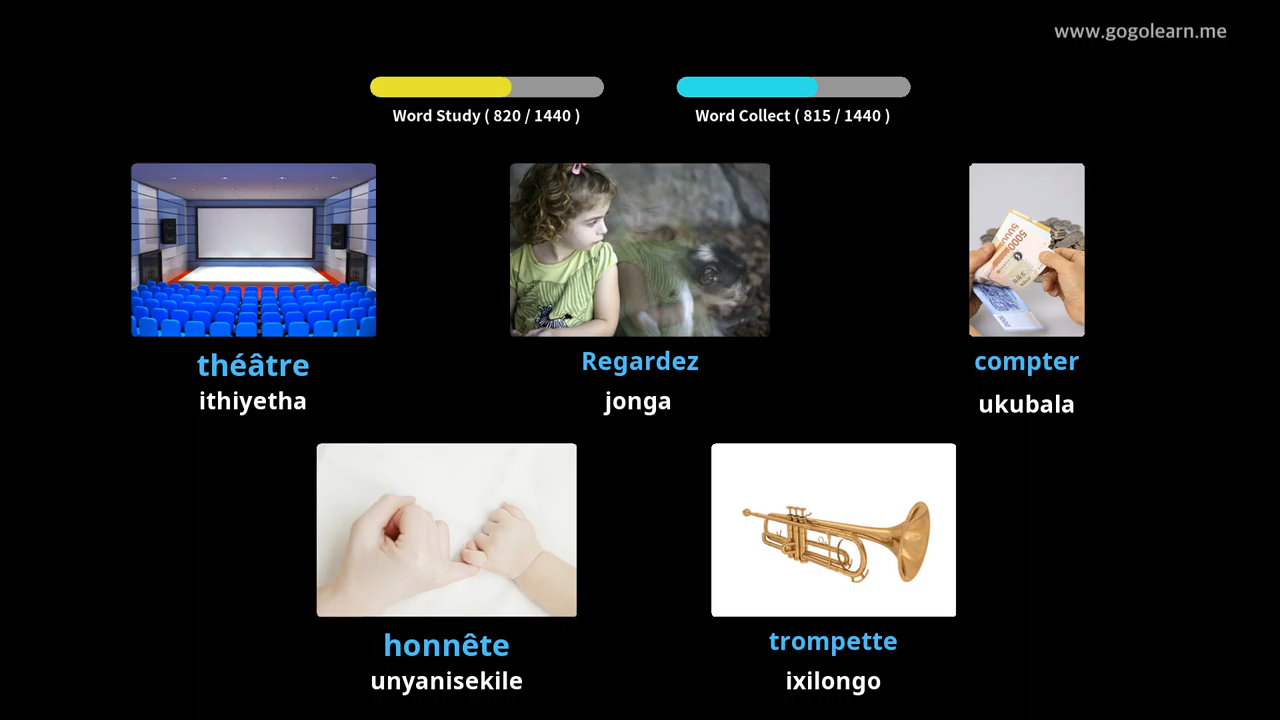 www.gogolearn.me
Word Study ( 820 / 1440 )
Word Collect ( 815 / 1440 )
théâtre
ithiyetha
Regardez
jonga
compter
ukubala
honnête
unyanisekile
trompette
ixilongo